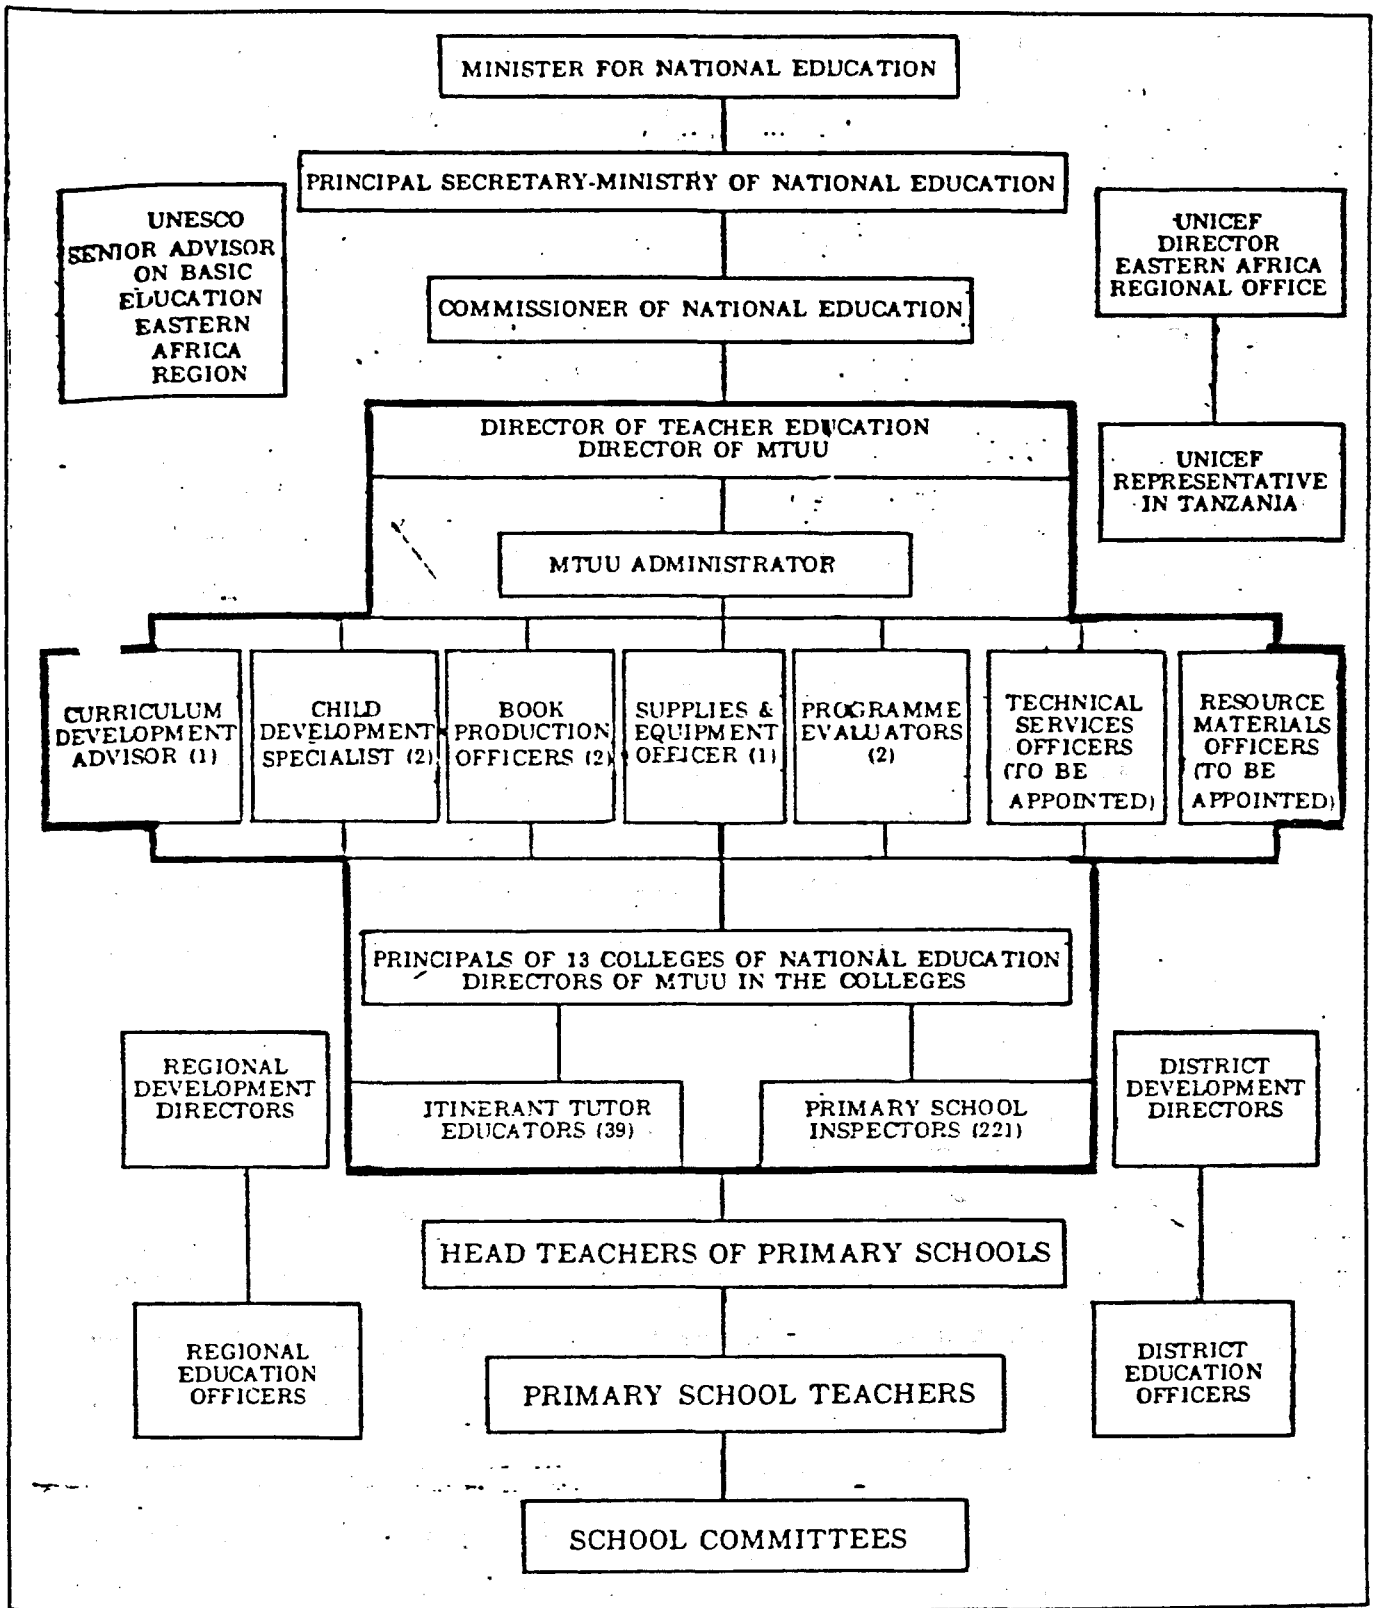 MINISTER FOR NATIONAL EDUCATION
PRINCIPAL SECRETARY-MINISTRY OF NATIONAL EDUCATION
UNESCO
SENIOR ADVISOR
ON BASIC
EDUCATION
EASTERN
AFRICA
REGION
UNICEF
DIRECTOR
EASTERN AFRICA
REGIONAL OFFICE
COMMISSIONER OF NATIONAL EDUCATION
DIRECTOR OF TEACHER EDUCATION
DIRECTOR OF MTUU
UNICEF
REPRESENTATIVE
IN TANZANIA
MTUU ADMINISTRATOR
CURRICULUM
DEVELOPMENT
ADVISOR (1)
CHILD
DEVELOPMENT
SPECIALIST (2)
BOOK
PRODUCTION
OFFICERS (2)
SUPPLIES &
EQUIPMENT
OFFICER (1)
PROGRAMME
EVALUATORS
(2)
TECHNICAL
SERVICES
OFFICERS
(TO BE
APPOINTED)
RESOURCE
MATERIALS
OFFICERS
(TO BE
APPOINTED)
PRINCIPALS OF 13 COLLEGES OF NATIONAL EDUCATION
DIRECTORS OF MTUU IN THE COLLEGES
REGIONAL
DEVELOPMENT
DIRECTORS
ITINERANT TUTOR
EDUCATORS (39)
PRIMARY SCHOOL
INSPECTORS (221)
DISTRICT
DEVELOPMENT
DIRECTORS
HEAD TEACHERS OF PRIMARY SCHOOLS
REGIONAL
EDUCATION
OFFICERS
PRIMARY SCHOOL TEACHERS
DISTRICT
EDUCATION
OFFICERS
SCHOOL COMMITTEES